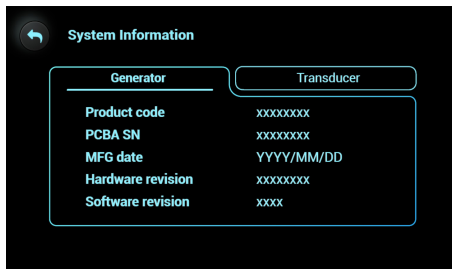 System Information
Generator Transducer
Product code xxxxxxxx
PCBA SN xxxxxxxx
MFG date YYYY/MM/DD
Hardware revision xxxxxxxx
Software revision xxxx